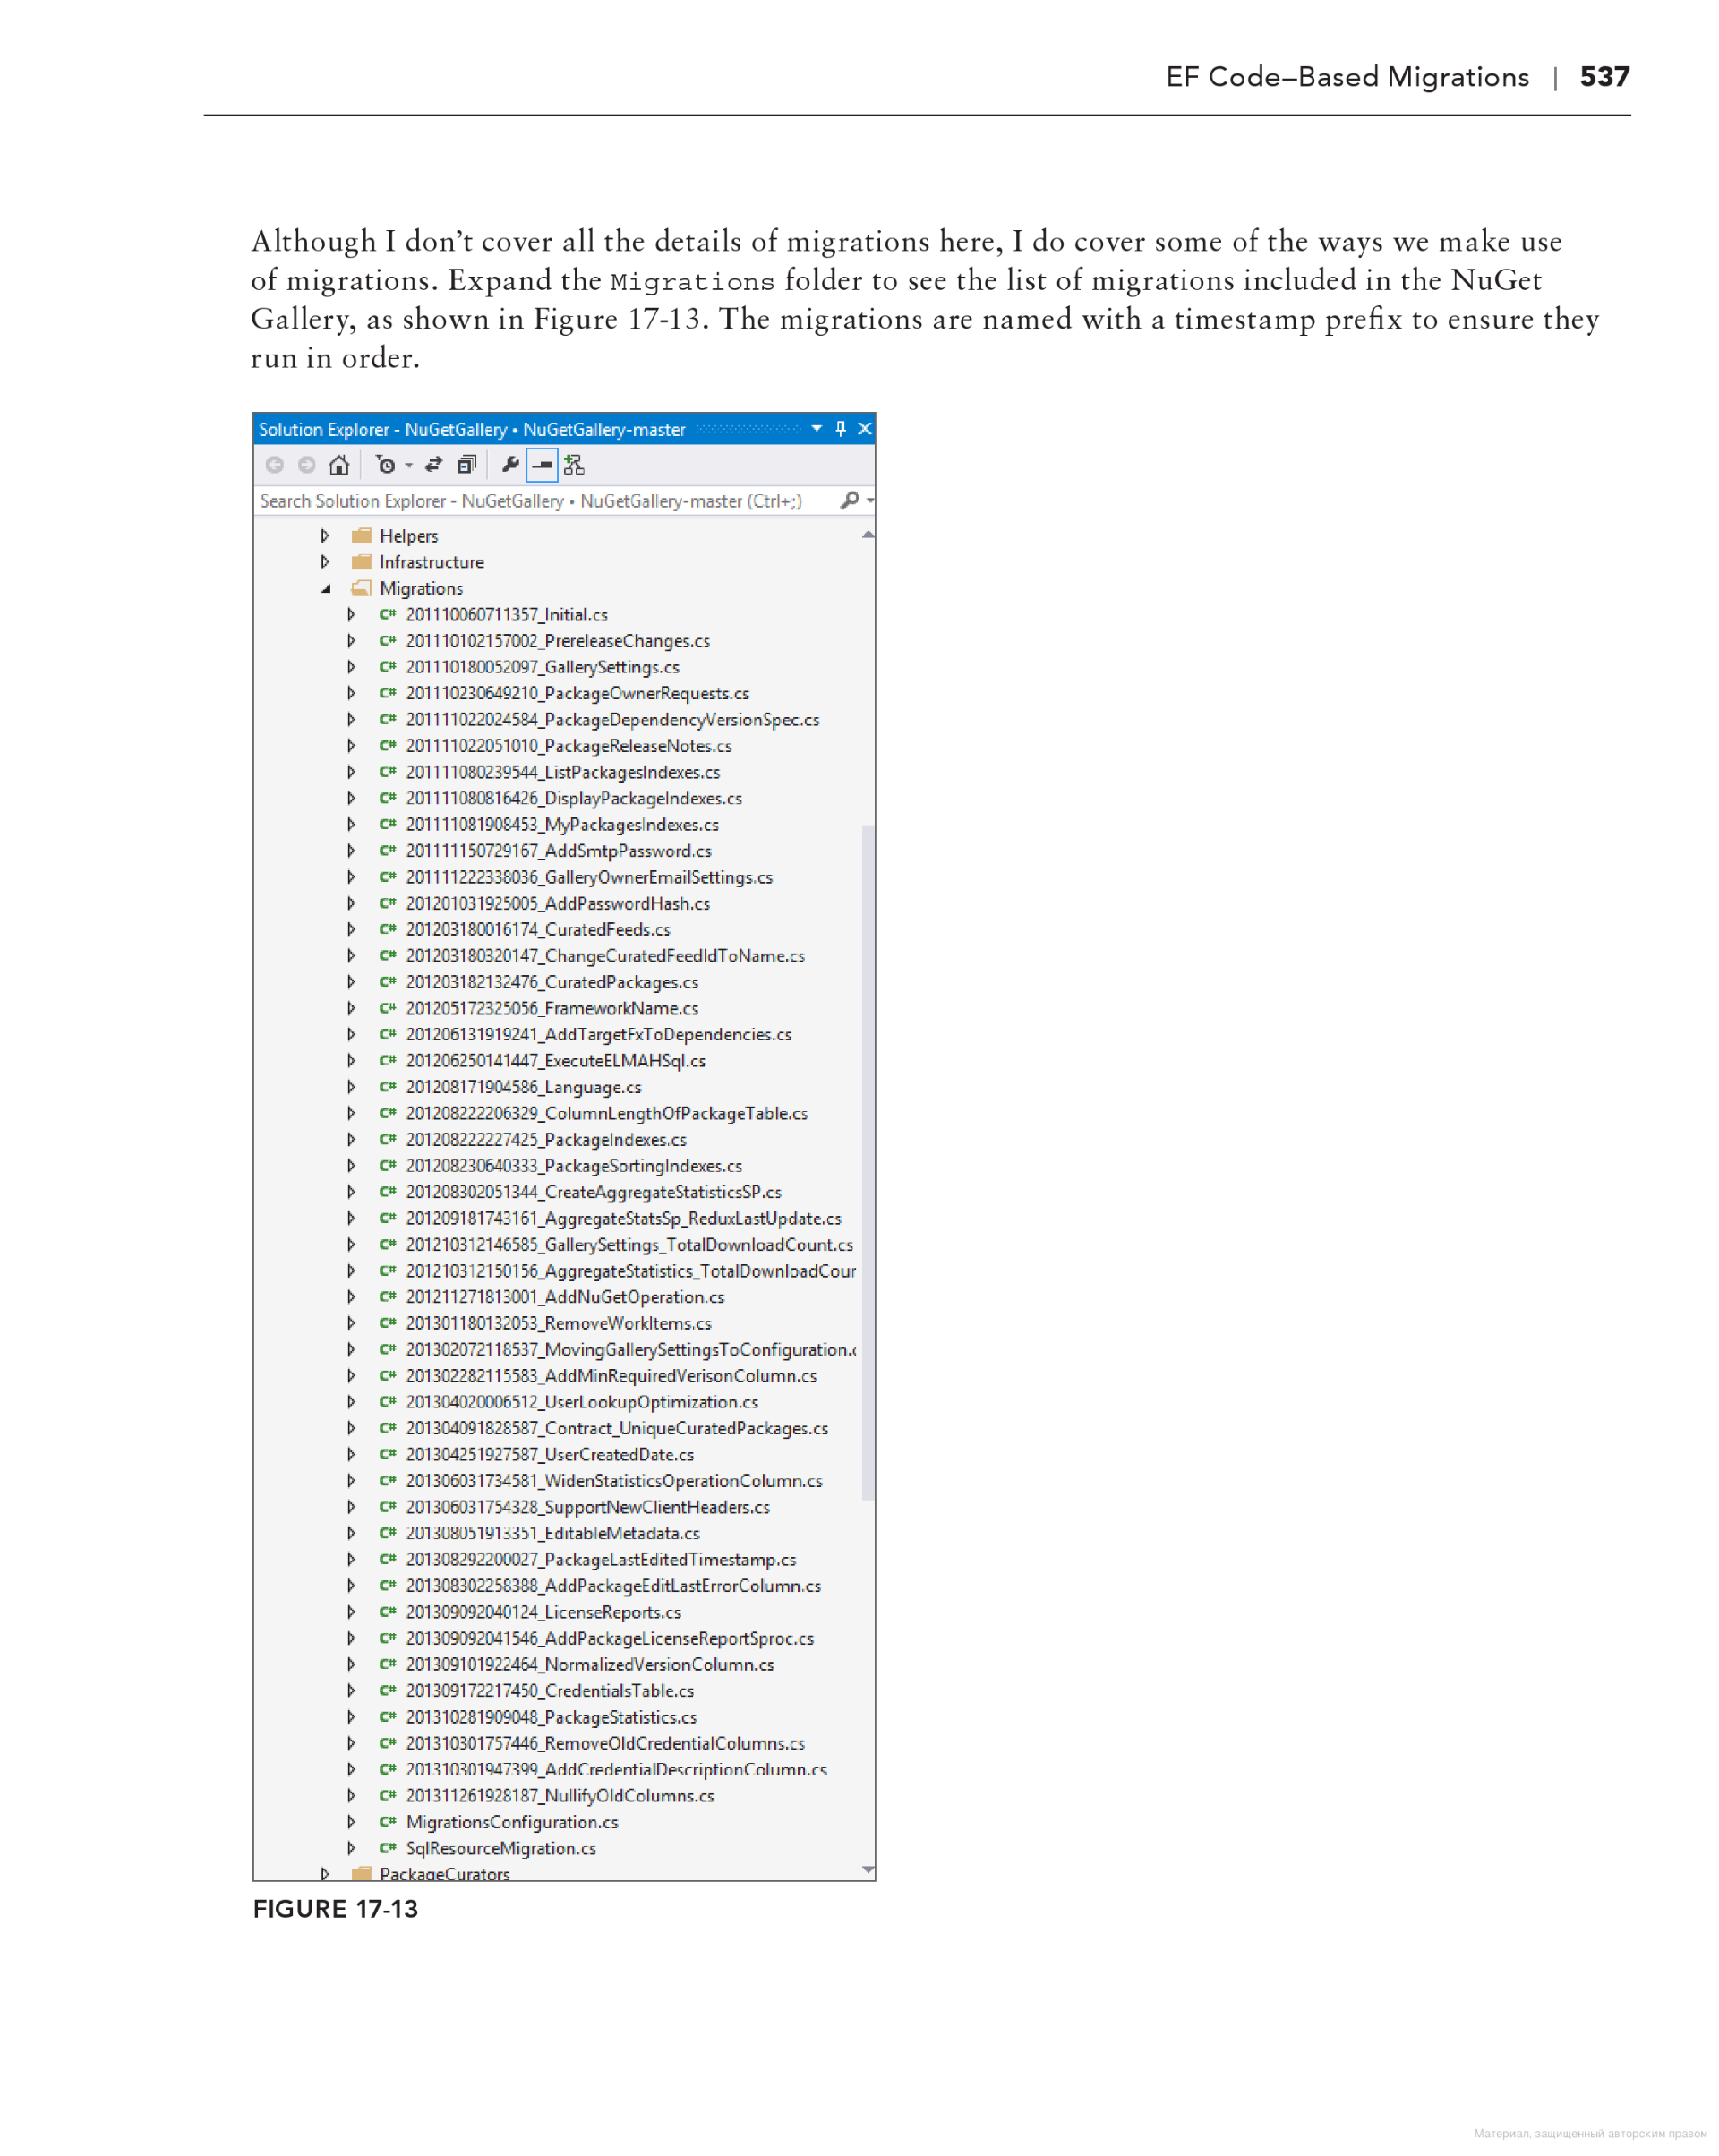 EF Code–Based Migrations | 537
Although I don’t cover all the details of migrations here, I do cover some of the ways we make use
of migrations. Expand the Migrations folder to see the list of migrations included in the NuGet
Gallery, as shown in Figure 17-13. The migrations are named with a timestamp prefix to ensure they
run in order.
Solution Explorer - NuGetGallery • NuGetGallery-master
Search Solution Explorer - NuGetGallery • NuGetGallery-master (Ctrl+;)
Helpers
Infrastructure
Migrations
C# 201110060711357_Initial.cs
C# 201110102157002_PrereleaseChanges.cs
C# 201110180052097_GallerySettings.cs
C# 201110230649210_PackageOwnerRequests.cs
C# 201111022024584_PackageDependencyVersionSpec.cs
C# 201111022051010_PackageReleaseNotes.cs
C# 201111080239544_ListPackagesIndexes.cs
C# 201111080816426_DisplayPackageIndexes.cs
C# 201111081908453_MyPackagesIndexes.cs
C# 201111150729167_AddSmtpPassword.cs
C# 201111222338036_GalleryOwnerEmailSettings.cs
C# 201201031925005_AddPasswordHash.cs
C# 201203180016174_CuratedFeeds.cs
C# 201203180320147_ChangeCuratedFeedIdToName.cs
C# 201203182132476_CuratedPackages.cs
C# 201205172325056_FrameworkName.cs
C# 201206131919241_AddTargetFxToDependencies.cs
C# 201206250141447_ExecuteELMAHSql.cs
C# 201208171904586_Language.cs
C# 201208222206329_ColumnLengthOfPackageTable.cs
C# 201208222227425_PackageIndexes.cs
C# 201208230640333_PackageSortingIndexes.cs
C# 201208302051344_CreateAggregateStatisticsSP.cs
C# 201209181743161_AggregateStatsSp_ReduxLastUpdate.cs
C# 201210312146585_GallerySettings_TotalDownloadCount.cs
C# 201210312150156_AggregateStatistics_TotalDownloadCour
C# 201211271813001_AddNuGetOperation.cs
C# 201301180132053_RemoveWorkItems.cs
C# 201302072118537_MovingGallerySettingsToConfiguration.c
C# 201302282115583_AddMinRequiredVerisonColumn.cs
C# 201304020006512_UserLookupOptimization.cs
C# 201304091828587_Contract_UniqueCuratedPackages.cs
C# 201304251927587_UserCreatedDate.cs
C# 201306031734581_WidenStatisticsOperationColumn.cs
C# 201306031754328_SupportNewClientHeaders.cs
C# 201308051913351_EditableMetadata.cs
C# 201308292200027_PackageLastEditedTimestamp.cs
C# 201308302258388_AddPackageEditLastErrorColumn.cs
C# 201309092040124_LicenseReports.cs
C# 201309092041546_AddPackageLicenseReportSproc.cs
C# 201309101922464_NormalizedVersionColumn.cs
C# 201309172217450_CredentialsTable.cs
C# 201310281909048_PackageStatistics.cs
C# 201310301757446_RemoveOldCredentialColumns.cs
C# 201310301947399_AddCredentialDescriptionColumn.cs
C# 201311261928187_NullifyOldColumns.cs
C# MigrationsConfiguration.cs
C# SqlResourceMigration.cs
PackageCurators
FIGURE 17-13
Материал, защищенный авторским правом